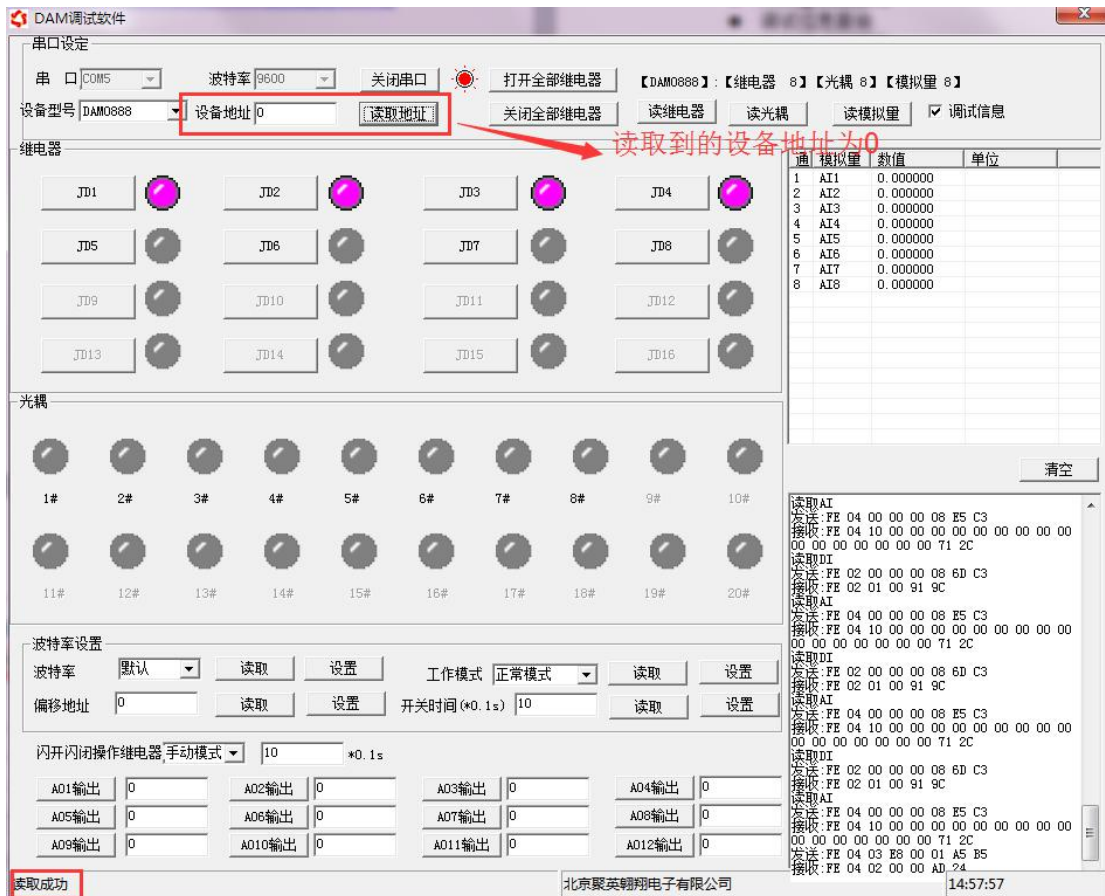 DAM调试软件
串口设定
串 口 COM5 波特率 9600 关闭串口 打开全部继电器 【DAM0888】:【继电器 8】【光耦 8】【模拟量 8】
设备型号 DAM0888 设备地址 0 读取地址 关闭全部继电器 读继电器 读光耦 读模拟量 调试信息
读取到的设备地址为0
继电器
JD1 JD2 JD3 JD4
JD5 JD6 JD7 JD8
JD9 JD10 JD11 JD12
JD13 JD14 JD15 JD16
通 模拟量 数值 单位
1 AI1 0.000000
2 AI2 0.000000
3 AI3 0.000000
4 AI4 0.000000
5 AI5 0.000000
6 AI6 0.000000
7 AI7 0.000000
8 AI8 0.000000
光耦
1# 2# 3# 4# 5# 6# 7# 8# 9# 10#
11# 12# 13# 14# 15# 16# 17# 18# 19# 20#
清空
读取AI
发送:FE 04 00 00 00 08 E5 C3
接收:FE 04 10 00 00 00 00 00 00 00 00 00
00 00 00 00 00 00 00 71 2C
读取DI
发送:FE 02 00 00 00 08 6D C3
接收:FE 02 01 00 91 9C
读取AI
发送:FE 04 00 00 00 08 E5 C3
接收:FE 04 10 00 00 00 00 00 00 00 00 00
00 00 00 00 00 00 00 71 2C
读取DI
发送:FE 02 00 00 00 08 6D C3
接收:FE 02 01 00 91 9C
读取AI
发送:FE 04 00 00 00 08 E5 C3
接收:FE 04 10 00 00 00 00 00 00 00 00 00
00 00 00 00 00 00 00 71 2C
读取DI
发送:FE 02 00 00 00 08 6D C3
接收:FE 02 01 00 91 9C
读取AI
发送:FE 04 00 00 00 08 E5 C3
接收:FE 04 10 00 00 00 00 00 00 00 00 00
00 00 00 00 00 00 00 71 2C
发送:FE 04 03 E8 00 01 A5 B5
接收:FE 04 02 00 00 AD 24
波特率设置
波特率 默认 读取 设置 工作模式 正常模式 读取 设置
偏移地址 0 读取 设置 开关时间(*0.1s) 10 读取 设置
闪开闪闭操作继电器 手动模式 10 *0.1s
AO1输出 0 AO2输出 0 AO3输出 0 AO4输出 0
AO5输出 0 AO6输出 0 AO7输出 0 AO8输出 0
AO9输出 0 AO10输出 0 AO11输出 0 AO12输出 0
读取成功 北京聚英翱翔电子有限公司 14:57:57